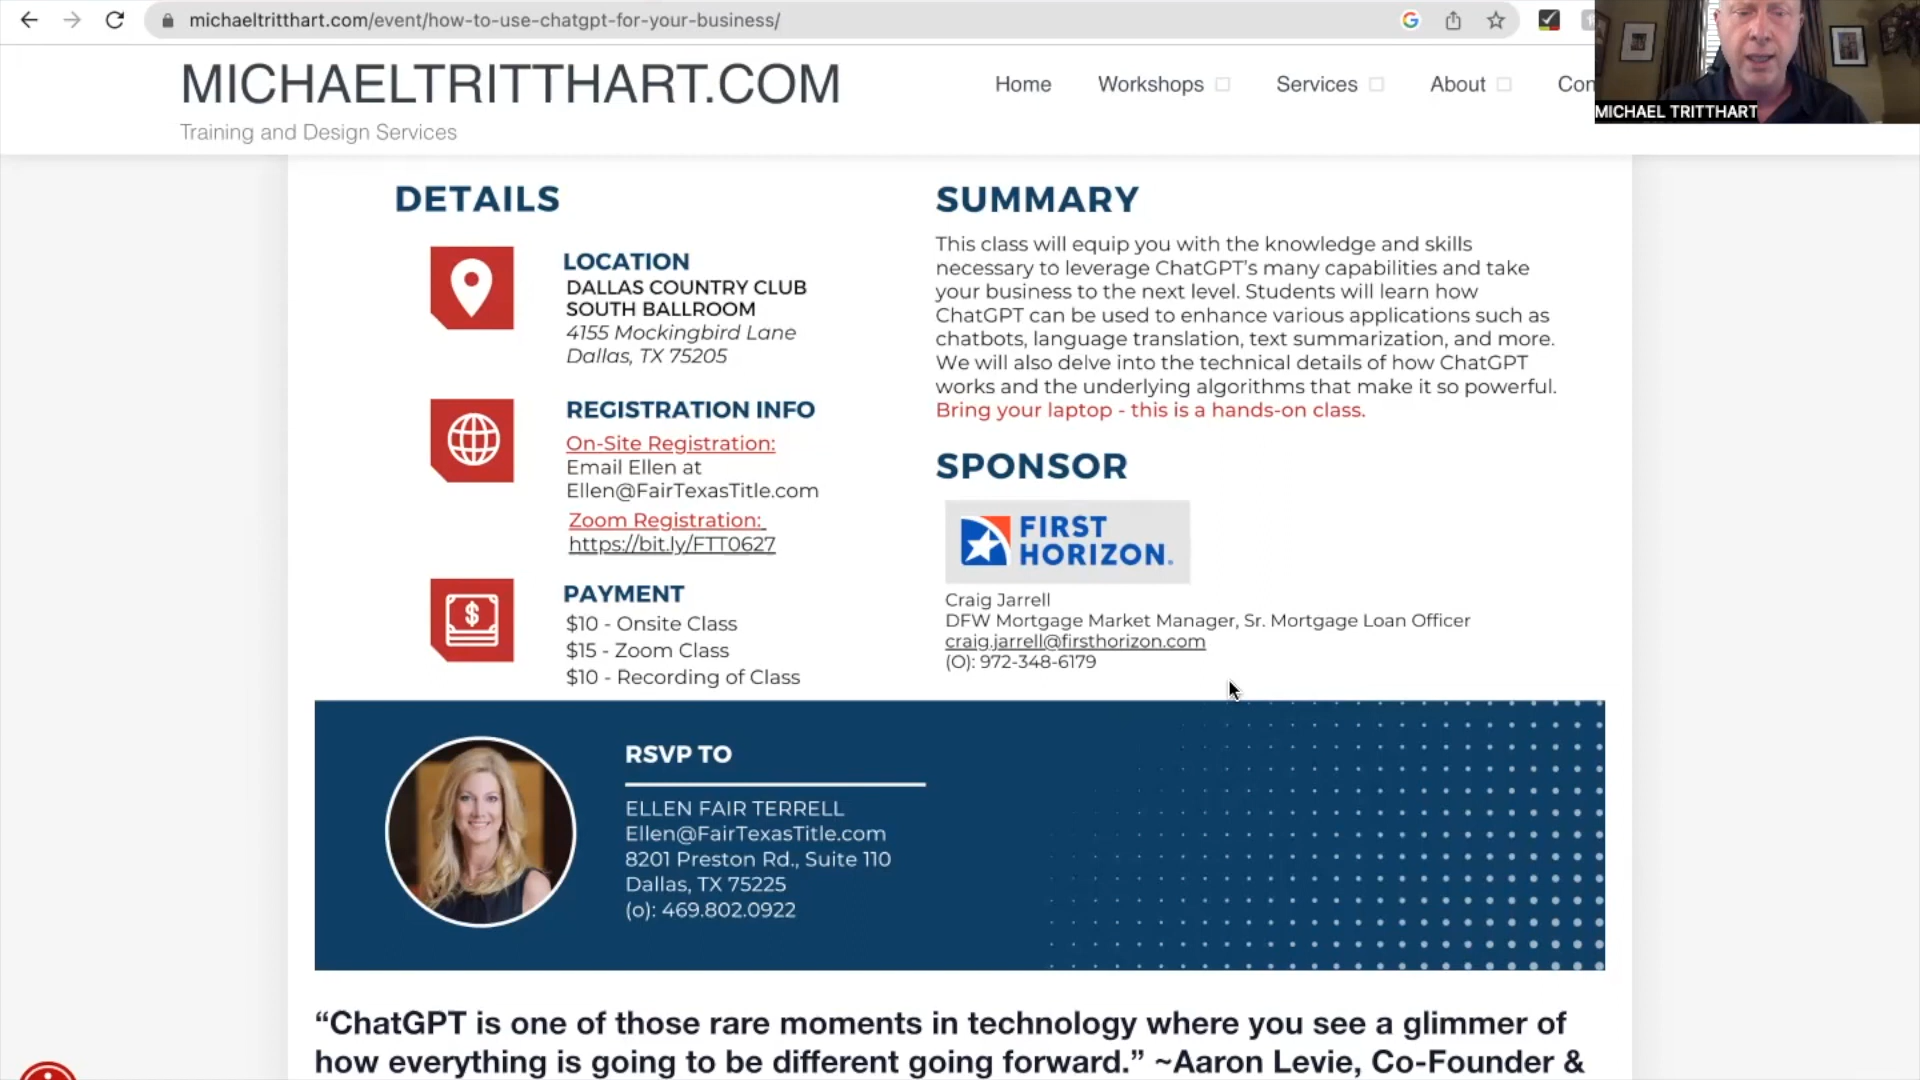 michaeltritthart.com/event/how-to-use-chatgpt-for-your-business/
MICHAELTRITTHART.COM
Training and Design Services
Home
Workshops
Services
About
Con
MICHAEL TRITTHART
DETAILS
LOCATION
DALLAS COUNTRY CLUB
SOUTH BALLROOM
4155 Mockingbird Lane
Dallas, TX 75205
REGISTRATION INFO
On-Site Registration:
Email Ellen at
Ellen@FairTexasTitle.com
Zoom Registration:
https://bit.ly/FTT0627
PAYMENT
$10 - Onsite Class
$15 - Zoom Class
$10 - Recording of Class
SUMMARY
This class will equip you with the knowledge and skills
necessary to leverage ChatGPT's many capabilities and take
your business to the next level. Students will learn how
ChatGPT can be used to enhance various applications such as
chatbots, language translation, text summarization, and more.
We will also delve into the technical details of how ChatGPT
works and the underlying algorithms that make it so powerful.
Bring your laptop - this is a hands-on class.
SPONSOR
FIRST
HORIZON.
Craig Jarrell
DFW Mortgage Market Manager, Sr. Mortgage Loan Officer
craig.jarrell@firsthorizon.com
(O): 972-348-6179
RSVP TO
ELLEN FAIR TERRELL
Ellen@FairTexasTitle.com
8201 Preston Rd., Suite 110
Dallas, TX 75225
(o): 469.802.0922
“ChatGPT is one of those rare moments in technology where you see a glimmer of
how everything is going to be different going forward.” ~Aaron Levie, Co-Founder &